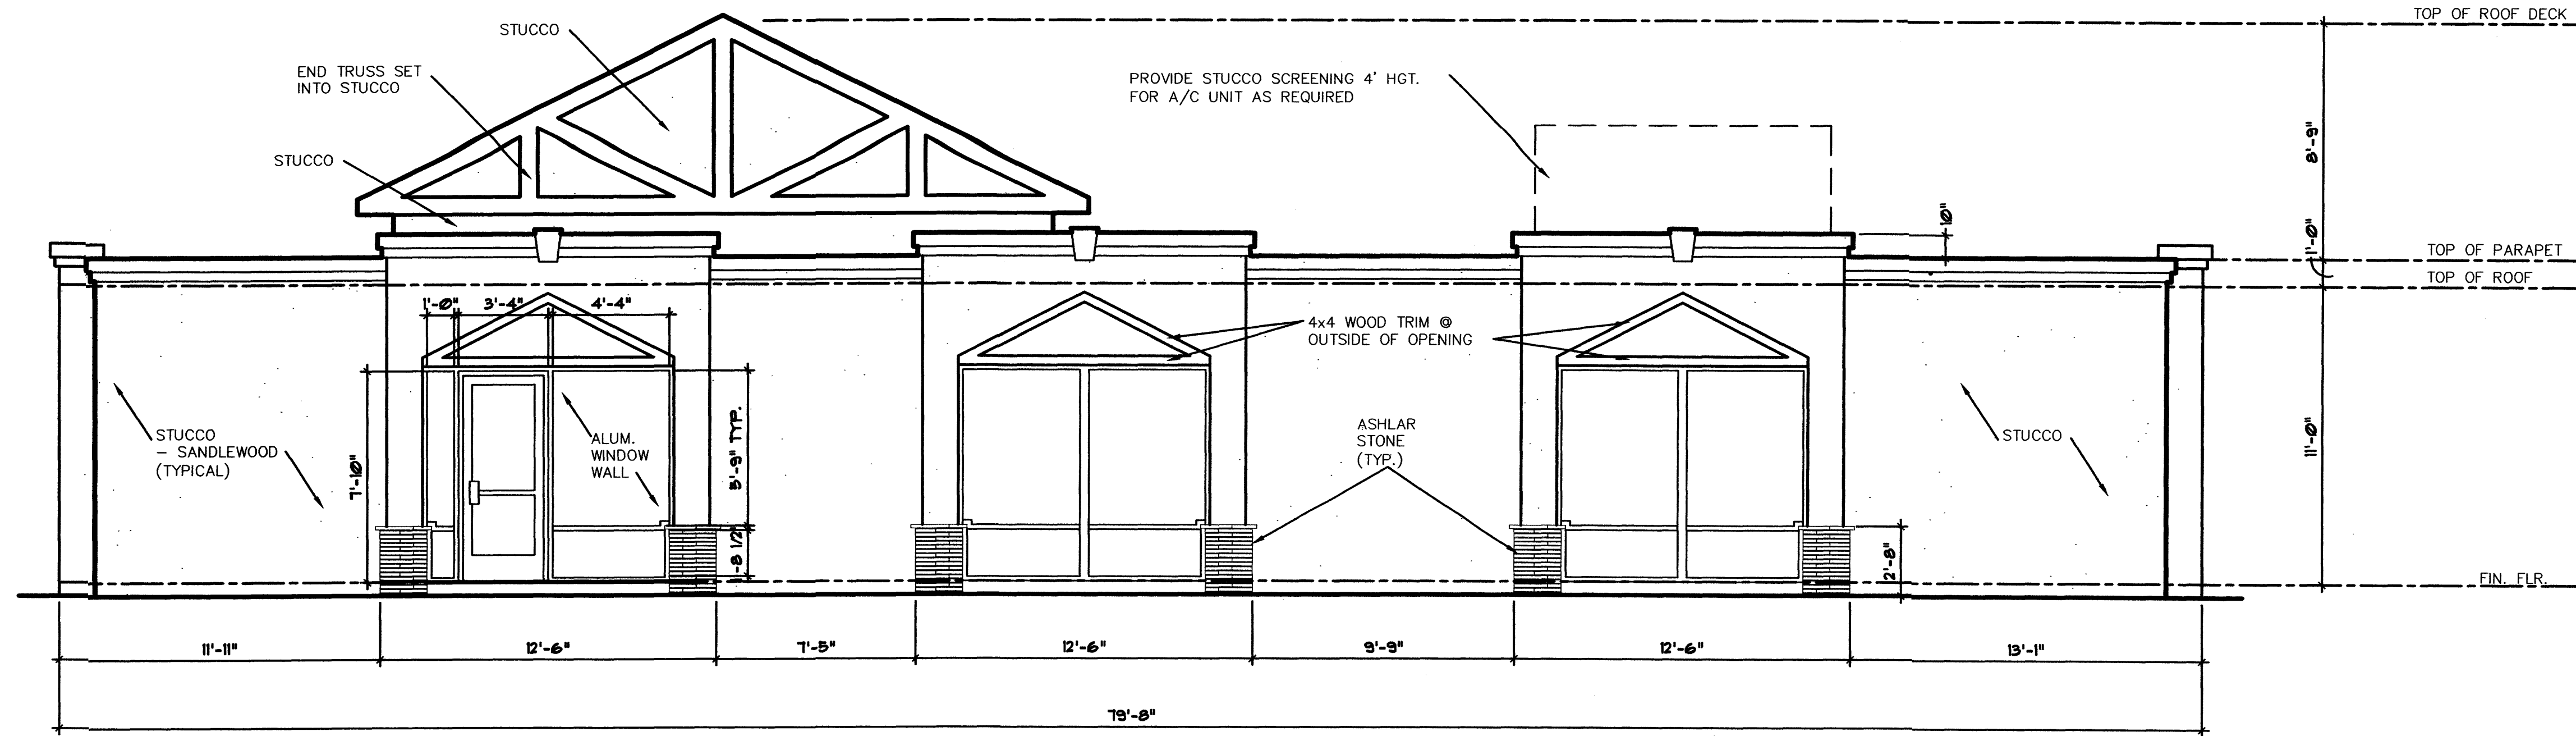 TOP OF ROOF DECK
STUCCO
END TRUSS SET
INTO STUCCO
PROVIDE STUCCO SCREENING 4' HGT.
FOR A/C UNIT AS REQUIRED
8'-9"
STUCCO
10"
1'-0"
TOP OF PARAPET
TOP OF ROOF
1'-0"
3'-4"
4'-4"
4x4 WOOD TRIM @
OUTSIDE OF OPENING
STUCCO
- SANDLEWOOD
(TYPICAL)
7'-10"
ALUM.
WINDOW
WALL
5'-9" TYP.
1'-8 1/2"
ASHLAR
STONE
(TYP.)
STUCCO
11'-0"
2'-8"
FIN. FLR.
11'-11"
12'-6"
7'-5"
12'-6"
9'-9"
12'-6"
13'-1"
79'-8"